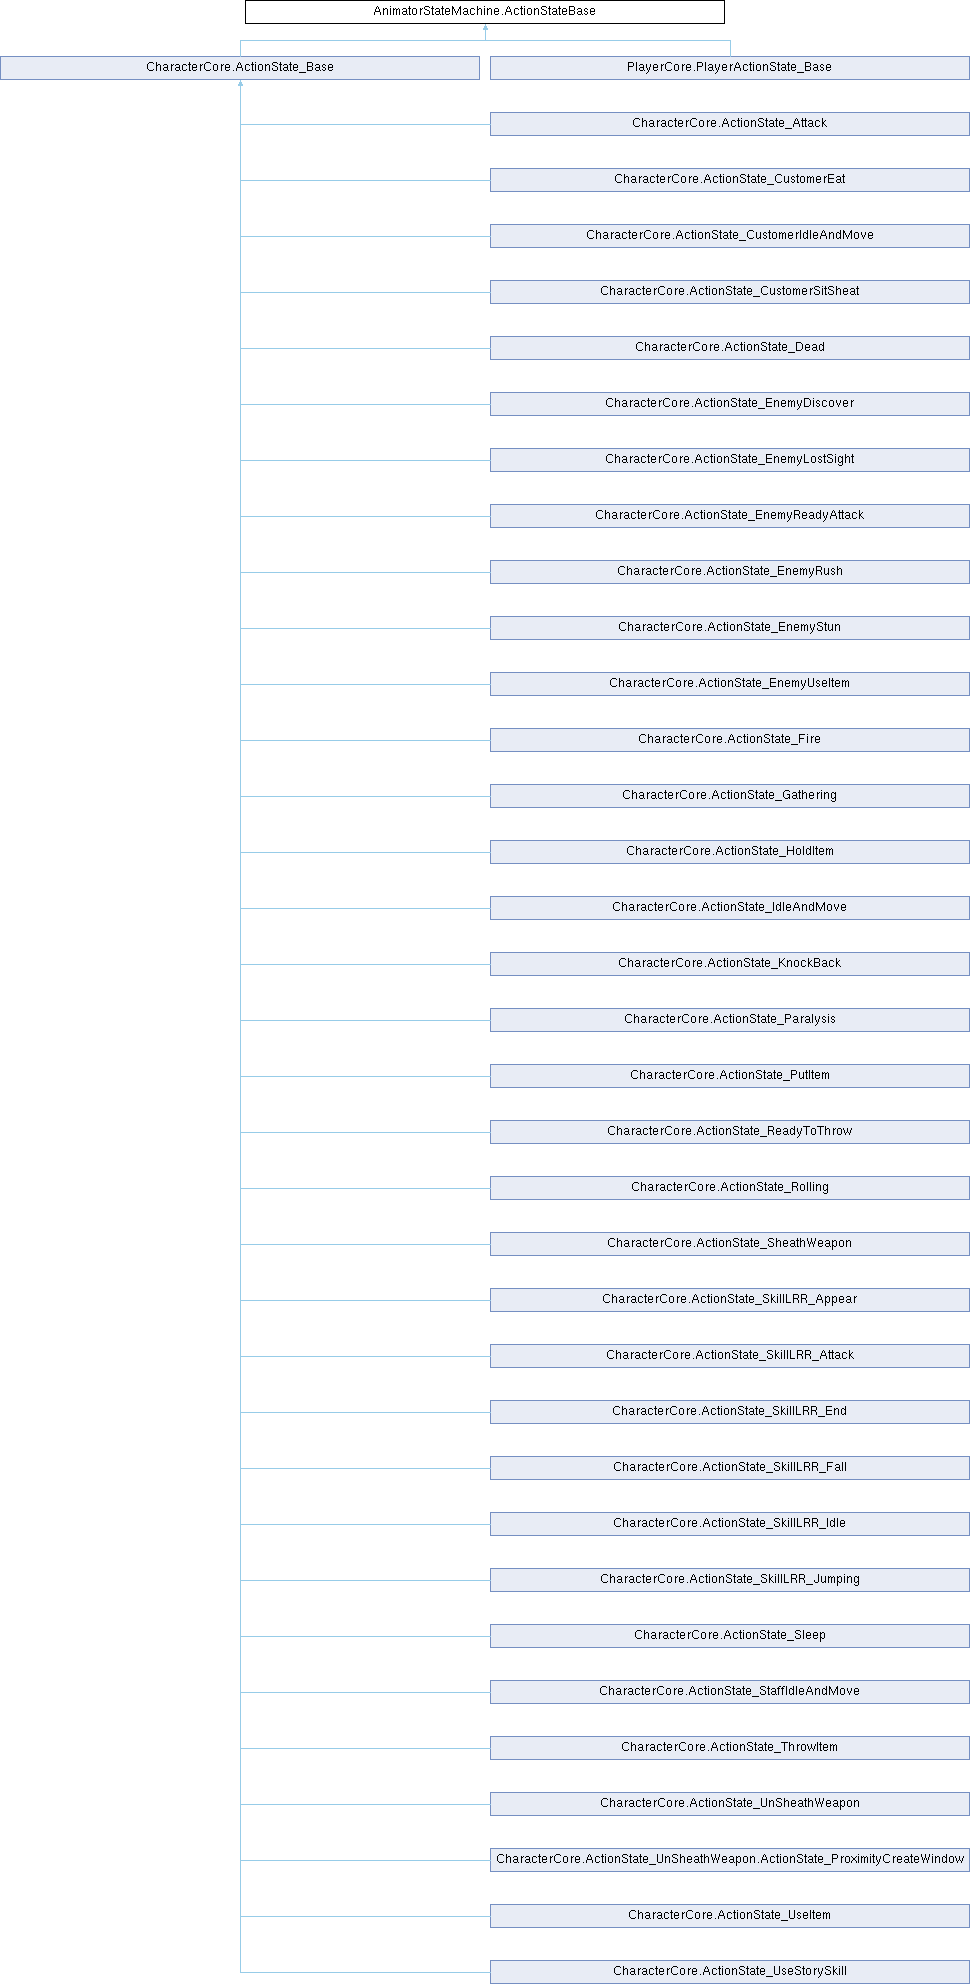 AnimatorStateMachine.ActionStateBase
CharacterCore.ActionState_Base
PlayerCore.PlayerActionState_Base
CharacterCore.ActionState_Attack
CharacterCore.ActionState_CustomerEat
CharacterCore.ActionState_CustomerIdleAndMove
CharacterCore.ActionState_CustomerSitSheat
CharacterCore.ActionState_Dead
CharacterCore.ActionState_EnemyDiscover
CharacterCore.ActionState_EnemyLostSight
CharacterCore.ActionState_EnemyReadyAttack
CharacterCore.ActionState_EnemyRush
CharacterCore.ActionState_EnemyStun
CharacterCore.ActionState_EnemyUseItem
CharacterCore.ActionState_Fire
CharacterCore.ActionState_Gathering
CharacterCore.ActionState_HoldItem
CharacterCore.ActionState_IdleAndMove
CharacterCore.ActionState_KnockBack
CharacterCore.ActionState_Paralysis
CharacterCore.ActionState_PutItem
CharacterCore.ActionState_ReadyToThrow
CharacterCore.ActionState_Rolling
CharacterCore.ActionState_SheathWeapon
CharacterCore.ActionState_SkillLRR_Appear
CharacterCore.ActionState_SkillLRR_Attack
CharacterCore.ActionState_SkillLRR_End
CharacterCore.ActionState_SkillLRR_Fall
CharacterCore.ActionState_SkillLRR_Idle
CharacterCore.ActionState_SkillLRR_Jumping
CharacterCore.ActionState_Sleep
CharacterCore.ActionState_StaffIdleAndMove
CharacterCore.ActionState_ThrowItem
CharacterCore.ActionState_UnSheathWeapon
CharacterCore.ActionState_UnSheathWeapon.ActionState_ProximityCreateWindow
CharacterCore.ActionState_UseItem
CharacterCore.ActionState_UseStorySkill